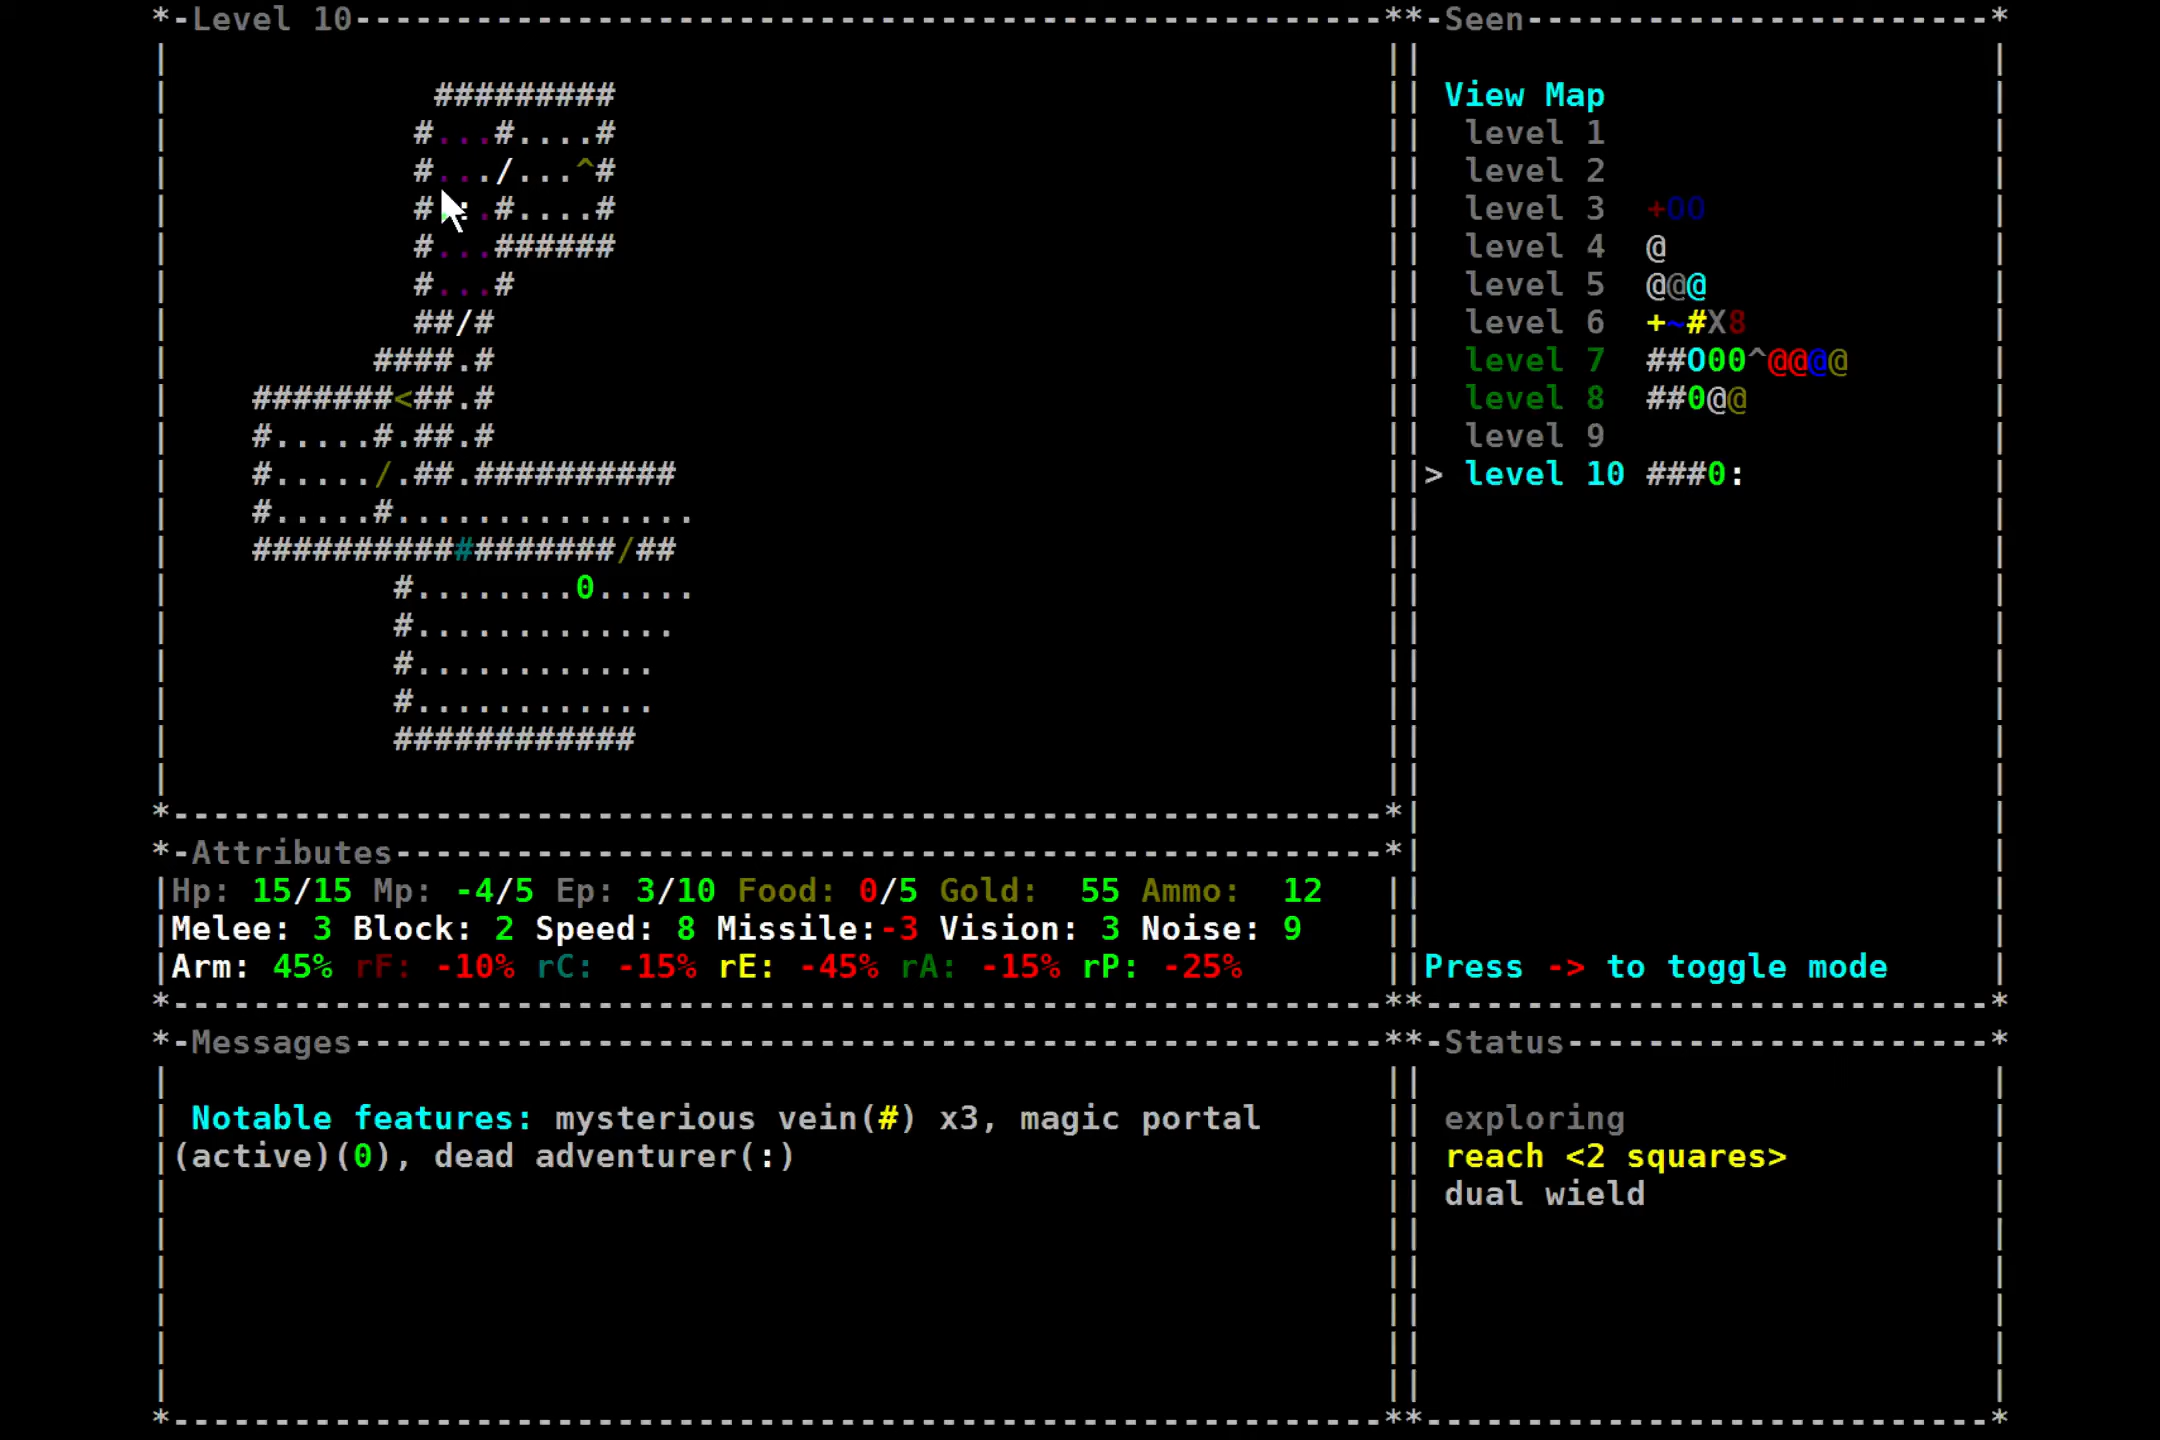 *-Level 10---------------------------------------------------**-Seen-----------------------*
View Map
#########
level 1
#...#....#
level 2
#.../...^#
level 3 +OO
# :.#....#
level 4 @
#...######
level 5 @@@
#...#
level 6 +~#X8
##/#
level 7 ##O00^@@@@
####.#
level 8 ##0@@
#######<##.#
level 9
#.....#.##.#
> level 10 ###0:
#...../.##.##########
#.....#...............
##################/##
#........0.....
#.............
#............
#............
############
*-Attributes-------------------------------------------------*
Hp: 15/15 Mp: -4/5 Ep: 3/10 Food: 0/5 Gold: 55 Ammo: 12
Melee: 3 Block: 2 Speed: 8 Missile:-3 Vision: 3 Noise: 9
Arm: 45% rF: -10% rC: -15% rE: -45% rA: -15% rP: -25%
Press -> to toggle mode
*-Messages---------------------------------------------------**-Status---------------------*
Notable features: mysterious vein(#) x3, magic portal
(active)(0), dead adventurer(:)
exploring
reach <2 squares>
dual wield